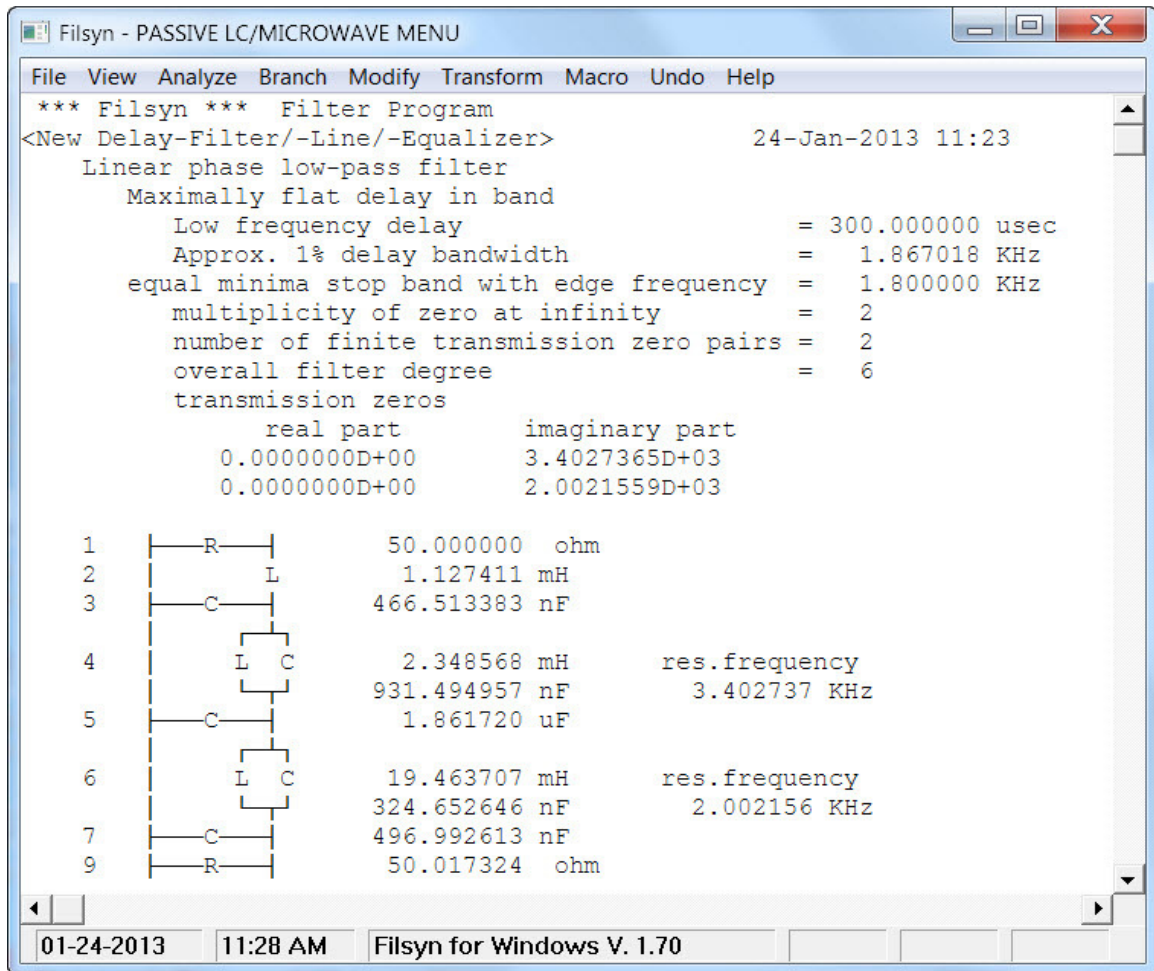 Filsyn - PASSIVE LC/MICROWAVE MENU
File View Analyze Branch Modify Transform Macro Undo Help
*** Filsyn *** Filter Program
<New Delay-Filter/-Line/-Equalizer> 24-Jan-2013 11:23
Linear phase low-pass filter
Maximally flat delay in band
Low frequency delay = 300.000000 usec
Approx. 1% delay bandwidth = 1.867018 KHz
equal minima stop band with edge frequency = 1.800000 KHz
multiplicity of zero at infinity = 2
number of finite transmission zero pairs = 2
overall filter degree = 6
transmission zeros
real part imaginary part
0.0000000D+00 3.4027365D+03
0.0000000D+00 2.0021559D+03
1 R 50.000000 ohm
2 L 1.127411 mH
3 C 466.513383 nF
4 L C 2.348568 mH res.frequency
931.494957 nF 3.402737 KHz
5 C 1.861720 uF
6 L C 19.463707 mH res.frequency
324.652646 nF 2.002156 KHz
7 C 496.992613 nF
9 R 50.017324 ohm
01-24-2013 11:28 AM Filsyn for Windows V. 1.70